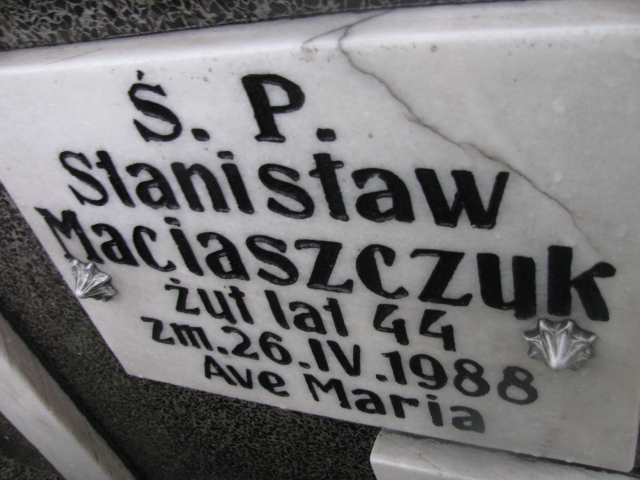 Ś. P.
Stanisław
Maciaszczuk
żył lat 44
zm. 26.IV.1988
Ave Maria